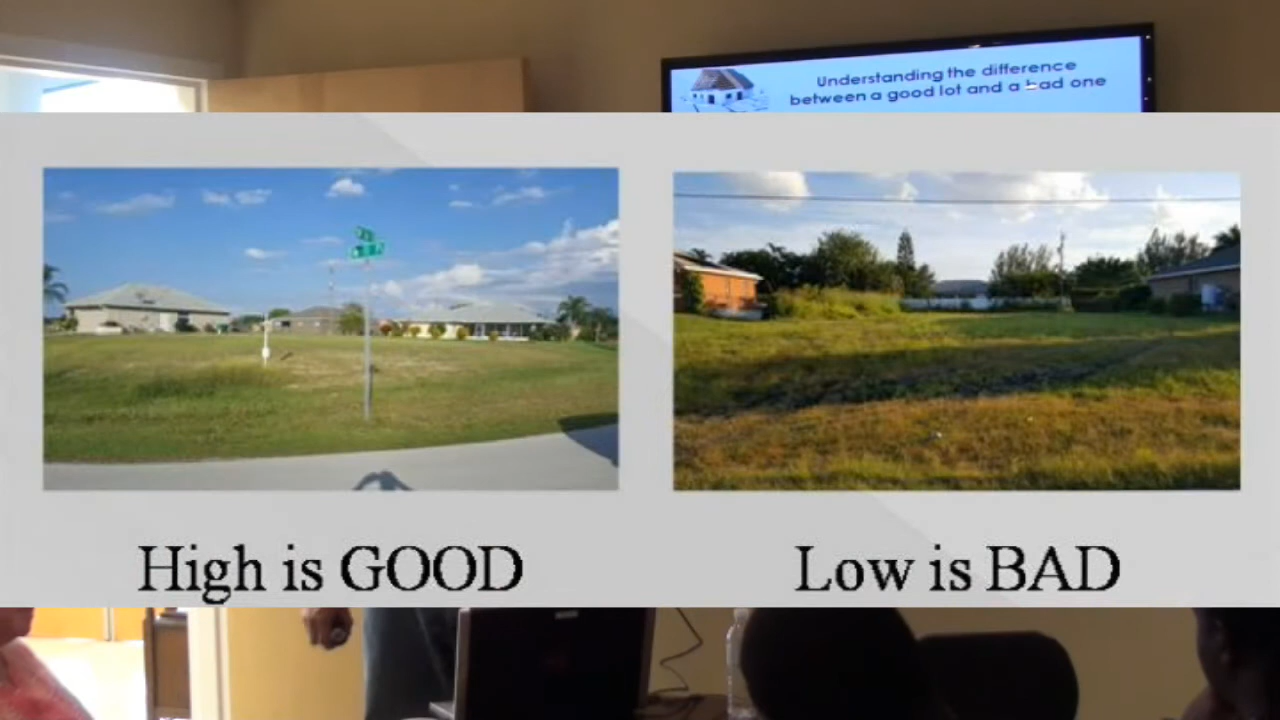 Understanding the difference
between a good lot and a bad one
High is GOOD
Low is BAD